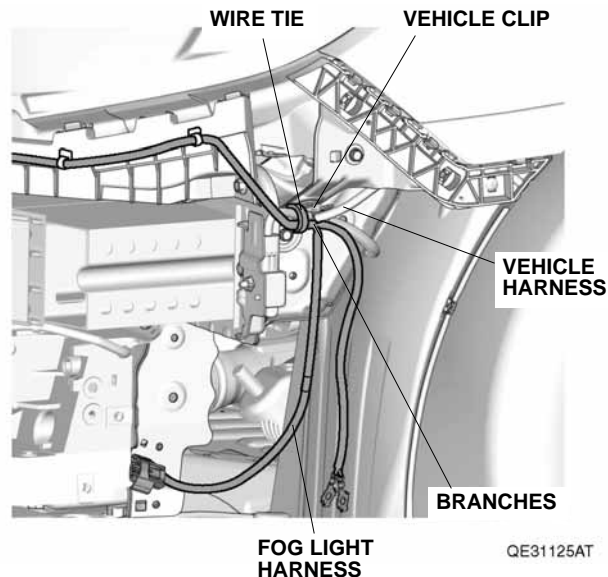 WIRE TIE
VEHICLE CLIP
VEHICLE
HARNESS
BRANCHES
FOG LIGHT
HARNESS
QE31125AT